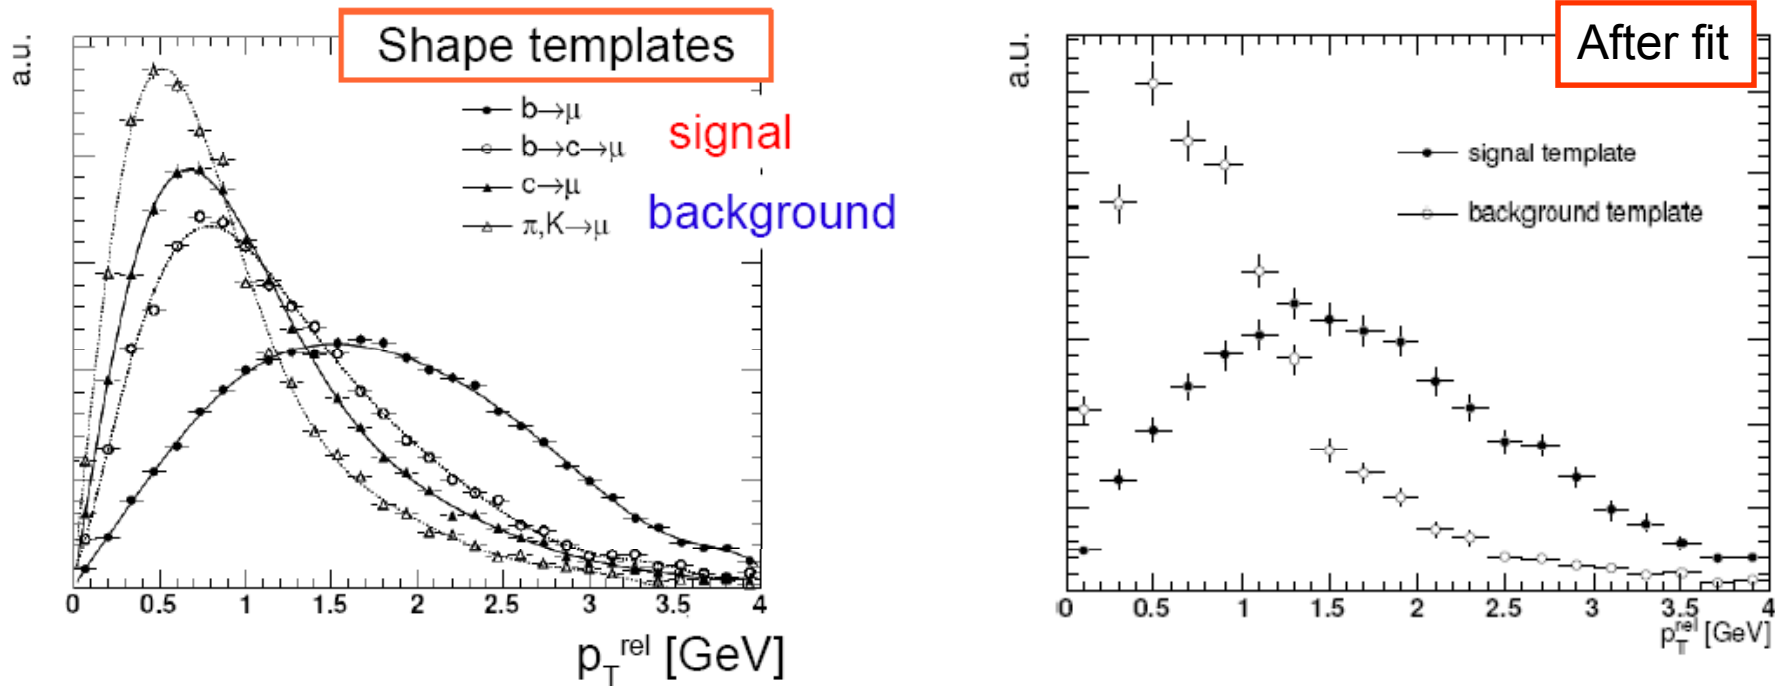 Shape templates
a.u.
b→μ
b→c→μ
c→μ
π,K→μ
signal
background
0 0.5 1 1.5 2 2.5 3 3.5 4
p_T^rel [GeV]
After fit
a.u.
signal template
background template
0 0.5 1 1.5 2 2.5 3 3.5 4
p_T^rel [GeV]